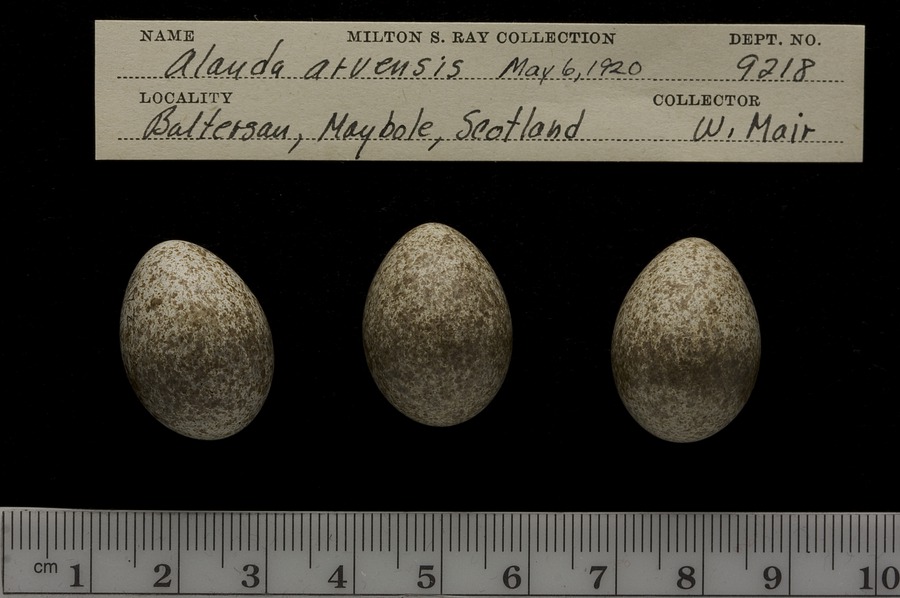 NAME MILTON S. RAY COLLECTION DEPT. NO.
Alauda arvensis May 6, 1920 9218
LOCALITY COLLECTOR
Baltersan, Maybole, Scotland W. Mair
cm 1 2 3 4 5 6 7 8 9 10